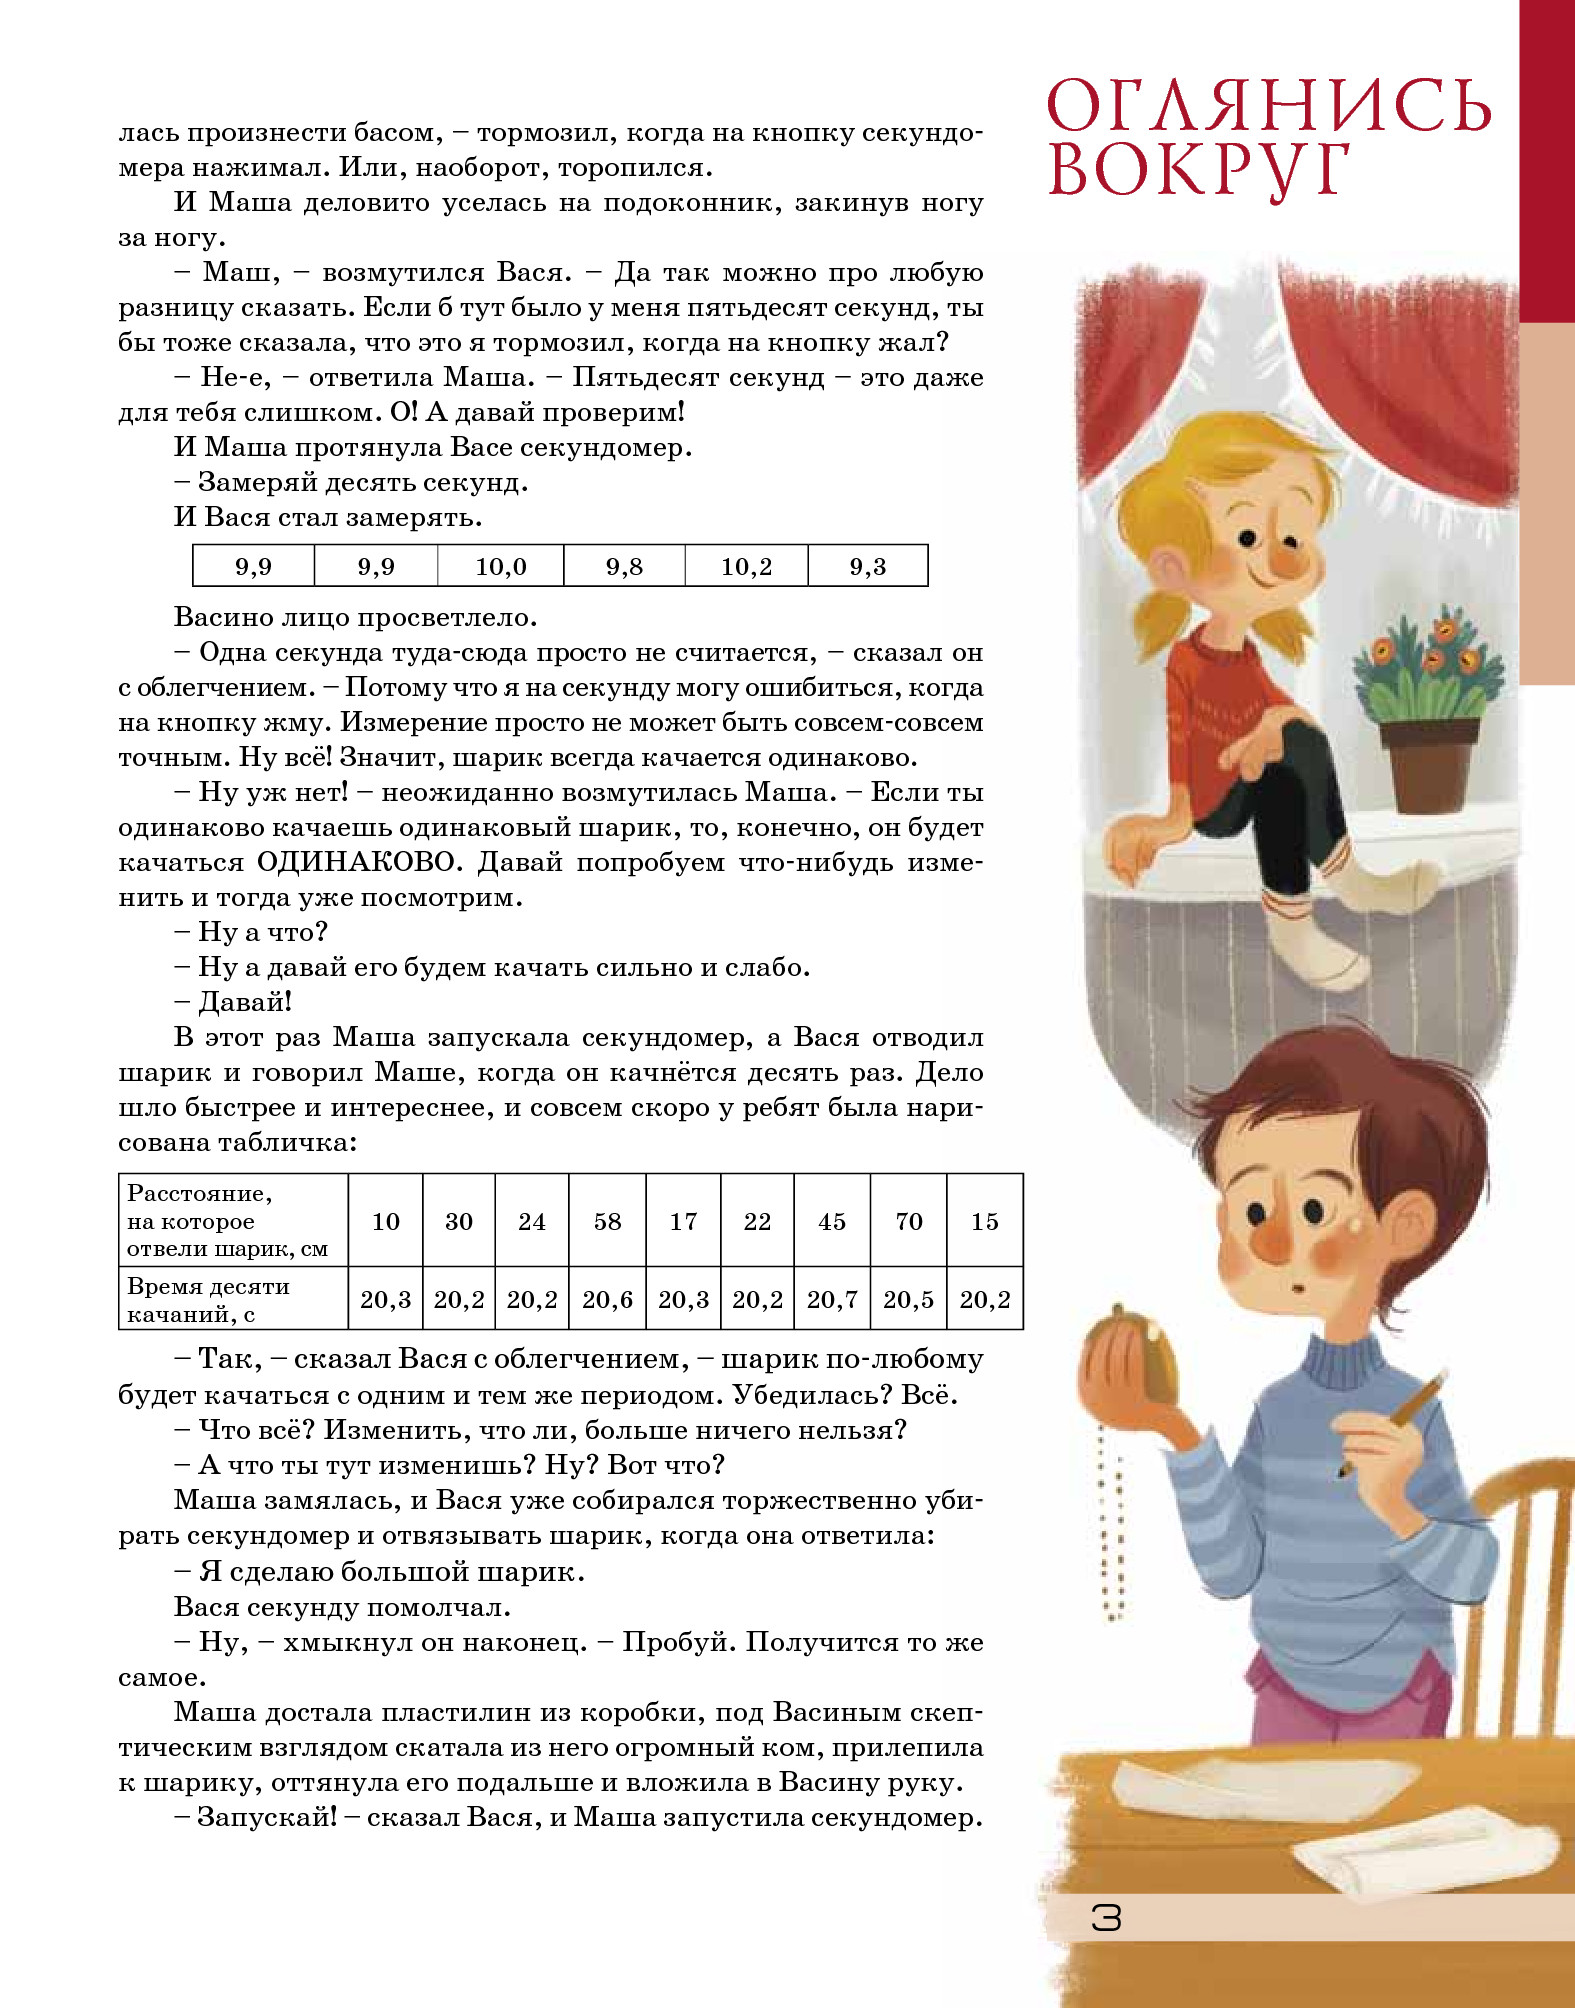 ОГЛЯНИСЬ
ВОКРУГ
лась произнести басом, – тормозил, когда на кнопку секундо-
мера нажимал. Или, наоборот, торопился.
И Маша деловито уселась на подоконник, закинув ногу
за ногу.
– Маш, – возмутился Вася. – Да так можно про любую
разницу сказать. Если б тут было у меня пятьдесят секунд, ты
бы тоже сказала, что это я тормозил, когда на кнопку жал?
– Не-е, – ответила Маша. – Пятьдесят секунд – это даже
для тебя слишком. О! А давай проверим!
И Маша протянула Васе секундомер.
– Замеряй десять секунд.
И Вася стал замерять.
9,9 9,9 10,0 9,8 10,2 9,3
Васино лицо просветлело.
– Одна секунда туда-сюда просто не считается, – сказал он
с облегчением. – Потому что я на секунду могу ошибиться, когда
на кнопку жму. Измерение просто не может быть совсем-совсем
точным. Ну всё! Значит, шарик всегда качается одинаково.
– Ну уж нет! – неожиданно возмутилась Маша. – Если ты
одинаково качаешь одинаковый шарик, то, конечно, он будет
качаться ОДИНАКОВО. Давай попробуем что-нибудь изме-
нить и тогда уже посмотрим.
– Ну а что?
– Ну а давай его будем качать сильно и слабо.
– Давай!
В этот раз Маша запускала секундомер, а Вася отводил
шарик и говорил Маше, когда он качнётся десять раз. Дело
шло быстрее и интереснее, и совсем скоро у ребят была нари-
сована табличка:
Расстояние,
на которое
отвели шарик, см
10 30 24 58 17 22 45 70 15
Время десяти
качаний, с
20,3 20,2 20,2 20,6 20,3 20,2 20,7 20,5 20,2
– Так, – сказал Вася с облегчением, – шарик по-любому
будет качаться с одним и тем же периодом. Убедилась? Всё.
– Что всё? Изменить, что ли, больше ничего нельзя?
– А что ты тут изменишь? Ну? Вот что?
Маша замялась, и Вася уже собирался торжественно уби-
рать секундомер и отвязывать шарик, когда она ответила:
– Я сделаю большой шарик.
Вася секунду помолчал.
– Ну, – хмыкнул он наконец. – Пробуй. Получится то же
самое.
Маша достала пластилин из коробки, под Васиным скеп-
тическим взглядом скатала из него огромный ком, прилепила
к шарику, оттянула его подальше и вложила в Васину руку.
– Запускай! – сказал Вася, и Маша запустила секундомер.
3